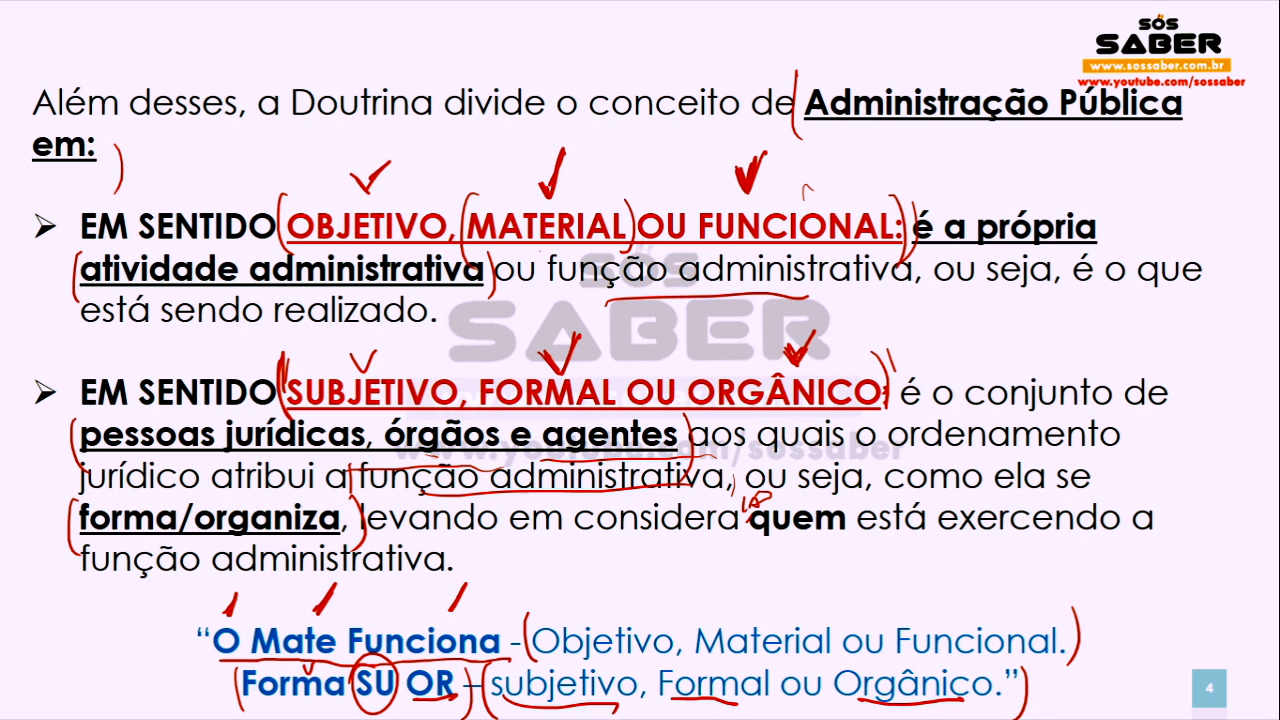 SÓS
SABER
www.sossaber.com.br
www.youtube.com/sossaber
Além desses, a Doutrina divide o conceito de Administração Pública
em:
➢ EM SENTIDO OBJETIVO, MATERIAL OU FUNCIONAL: é a própria
atividade administrativa ou função administrativa, ou seja, é o que
está sendo realizado.
SÓS
SABER
➢ EM SENTIDO SUBJETIVO, FORMAL OU ORGÂNICO: é o conjunto de
pessoas jurídicas, órgãos e agentes aos quais o ordenamento
jurídico atribui a função administrativa, ou seja, como ela se
forma/organiza, levando em considera quem está exercendo a
função administrativa.
"O Mate Funciona - Objetivo, Material ou Funcional.
Forma SU OR – subjetivo, Formal ou Orgânico."
4